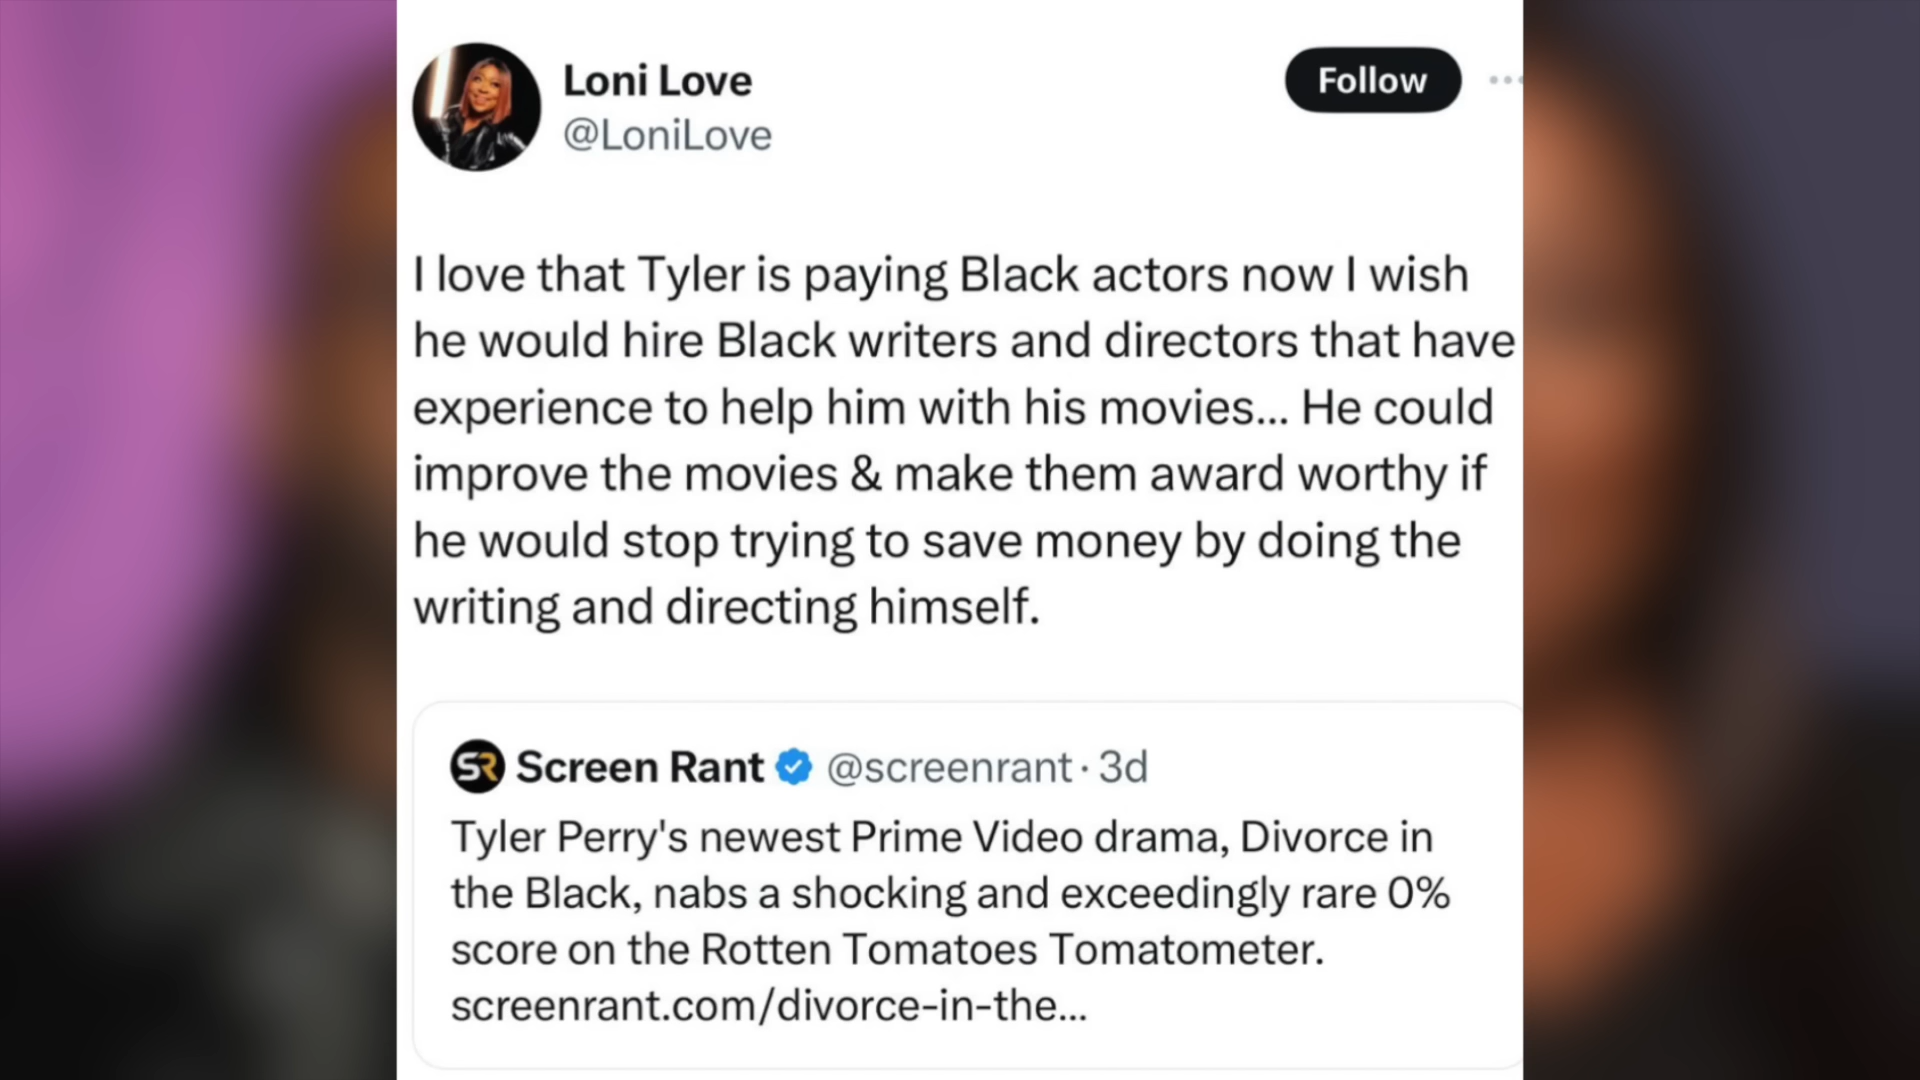 Loni Love
@LoniLove
Follow
I love that Tyler is paying Black actors now I wish
he would hire Black writers and directors that have
experience to help him with his movies... He could
improve the movies & make them award worthy if
he would stop trying to save money by doing the
writing and directing himself.
SR Screen Rant @screenrant · 3d
Tyler Perry's newest Prime Video drama, Divorce in
the Black, nabs a shocking and exceedingly rare 0%
score on the Rotten Tomatoes Tomatometer.
screenrant.com/divorce-in-the...